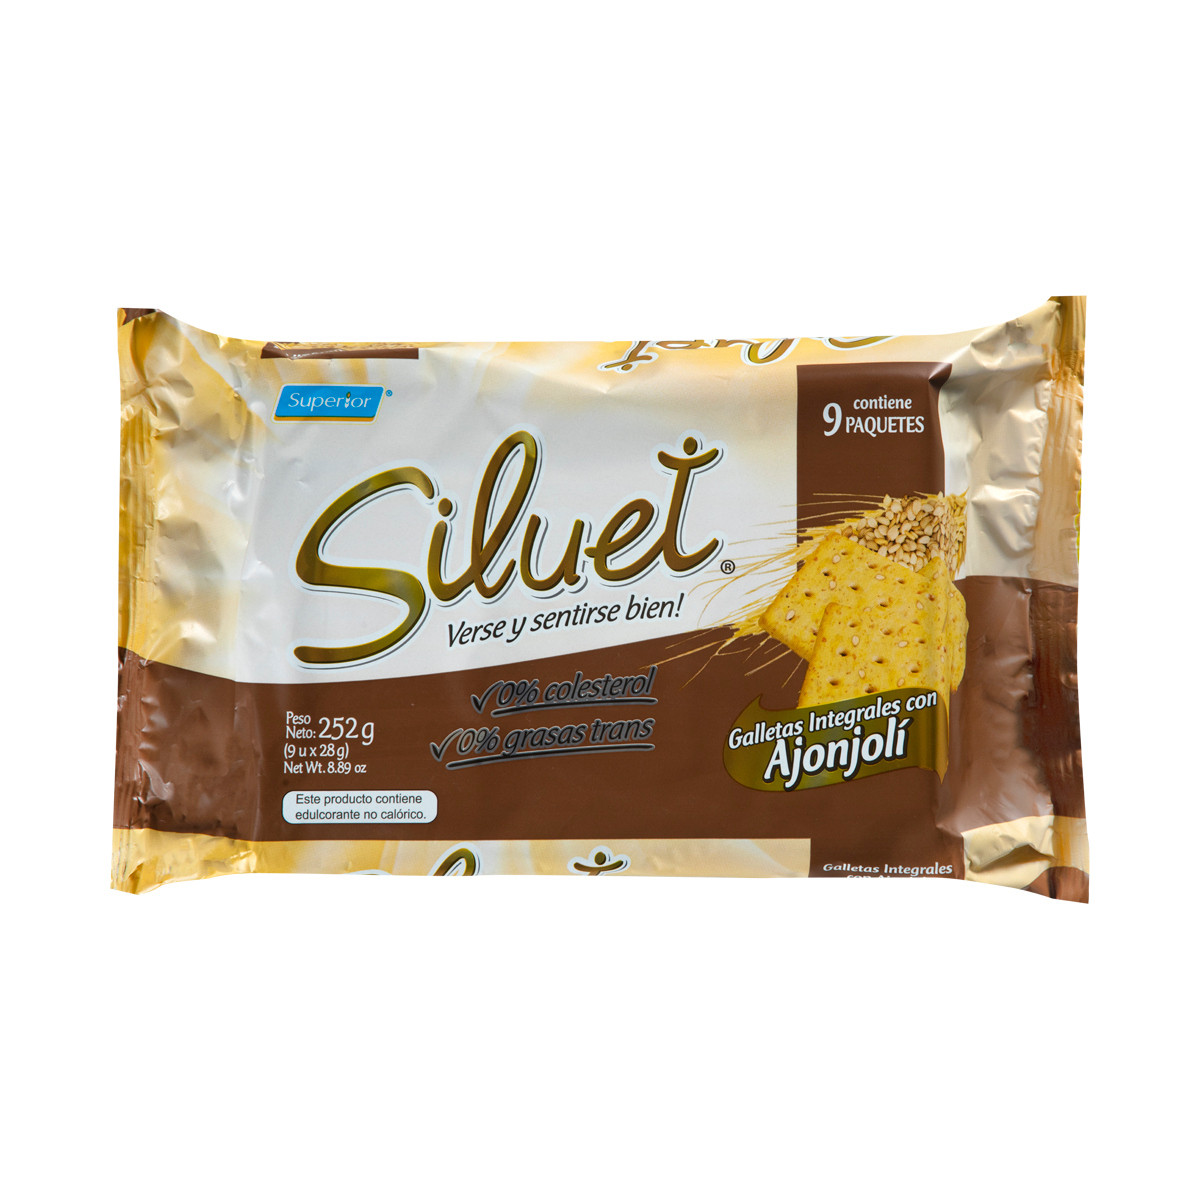 Superior®
contiene
9 PAQUETES
Siluet®
Verse y sentirse bien!
0% colesterol
0% grasas trans
Peso
Neto: 252 g
(9 u x 28 g)
Net Wt. 8.89 oz
Galletas Integrales con
Ajonjolí
Este producto contiene
edulcorante no calórico.
Galletas Integrales